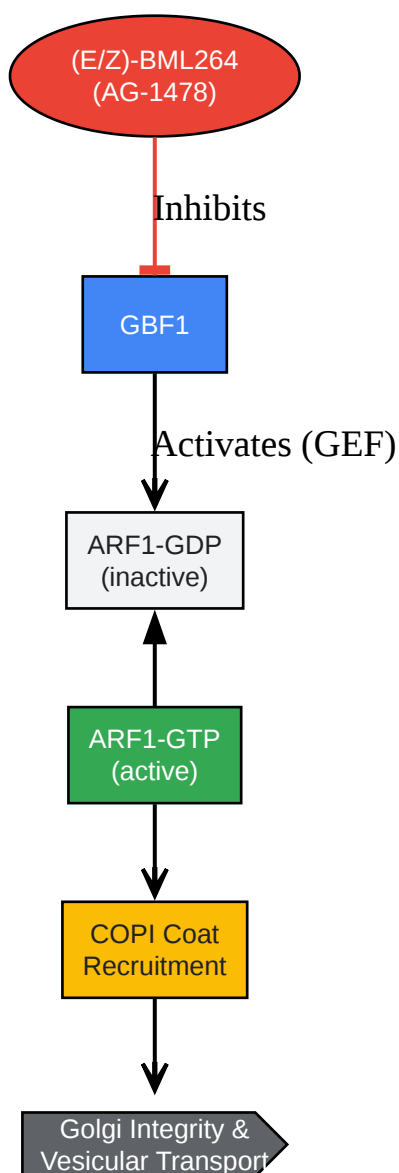 (E/Z)-BML264
(AG-1478)
Inhibits
GBF1
Activates (GEF)
ARF1-GDP
(inactive)
ARF1-GTP
(active)
COPI Coat
Recruitment
Golgi Integrity &
Vesicular Transport